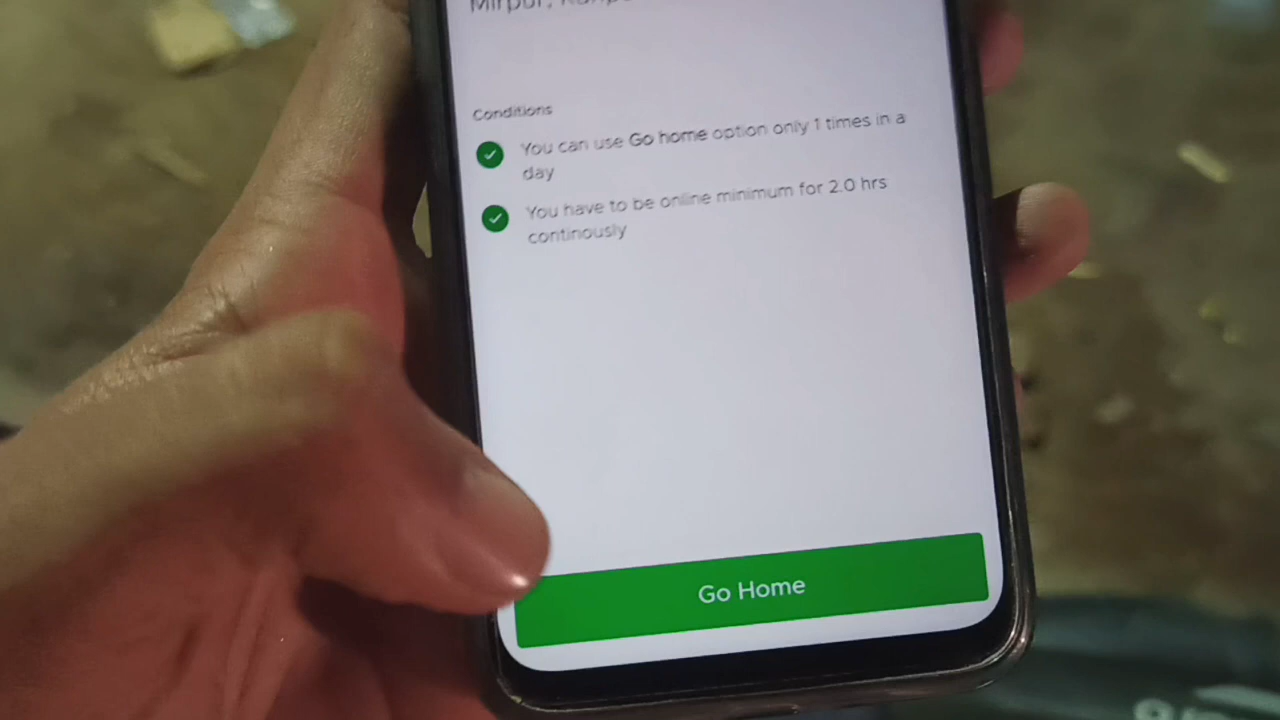 Mirpur,
Conditions
You can use Go home option only 1 times in a
day
You have to be online minimum for 2.0 hrs
continously
Go Home